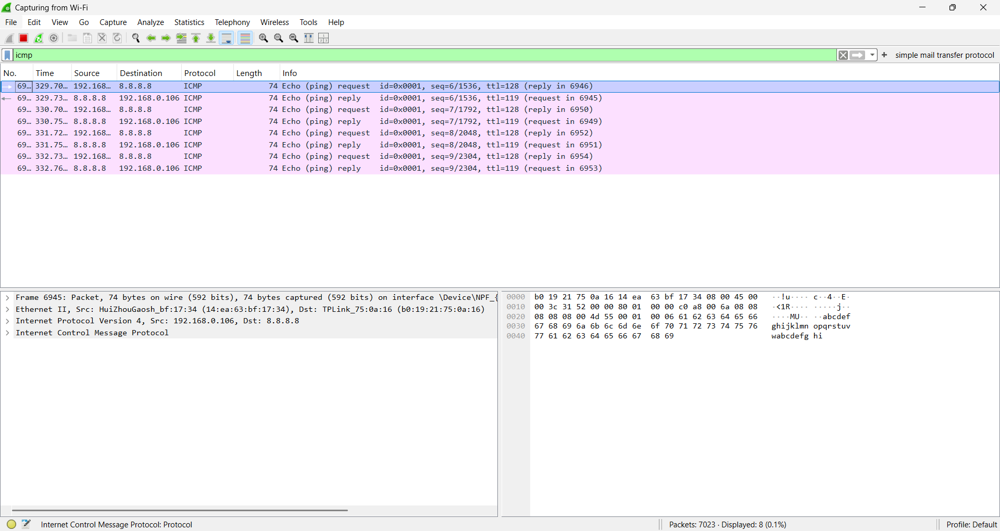 Capturing from Wi-Fi
File Edit View Go Capture Analyze Statistics Telephony Wireless Tools Help
icmp simple mail transfer protocol
No. Time Source Destination Protocol Length Info
69… 329.70… 192.168… 8.8.8.8 ICMP 74 Echo (ping) request id=0x0001, seq=6/1536, ttl=128 (reply in 6946)
69… 329.73… 8.8.8.8 192.168.0.106 ICMP 74 Echo (ping) reply id=0x0001, seq=6/1536, ttl=119 (request in 6945)
69… 330.70… 192.168… 8.8.8.8 ICMP 74 Echo (ping) request id=0x0001, seq=7/1792, ttl=128 (reply in 6950)
69… 330.75… 8.8.8.8 192.168.0.106 ICMP 74 Echo (ping) reply id=0x0001, seq=7/1792, ttl=119 (request in 6949)
69… 331.72… 192.168… 8.8.8.8 ICMP 74 Echo (ping) request id=0x0001, seq=8/2048, ttl=128 (reply in 6952)
69… 331.75… 8.8.8.8 192.168.0.106 ICMP 74 Echo (ping) reply id=0x0001, seq=8/2048, ttl=119 (request in 6951)
69… 332.73… 192.168… 8.8.8.8 ICMP 74 Echo (ping) request id=0x0001, seq=9/2304, ttl=128 (reply in 6954)
69… 332.76… 8.8.8.8 192.168.0.106 ICMP 74 Echo (ping) reply id=0x0001, seq=9/2304, ttl=119 (request in 6953)
Frame 6945: Packet, 74 bytes on wire (592 bits), 74 bytes captured (592 bits) on interface \Device\NPF_{
Ethernet II, Src: HuiZhouGaosh_bf:17:34 (14:ea:63:bf:17:34), Dst: TPLink_75:0a:16 (b0:19:21:75:0a:16)
Internet Protocol Version 4, Src: 192.168.0.106, Dst: 8.8.8.8
Internet Control Message Protocol
0000 b0 19 21 75 0a 16 14 ea 63 bf 17 34 08 00 45 00 ··!u···· c··4··E·
0010 00 3c 31 52 00 00 80 01 00 00 c0 a8 00 6a 08 08 ·<1R···· ·····j··
0020 08 08 08 00 4d 55 00 01 00 06 61 62 63 64 65 66 ····MU·· ··abcdef
0030 67 68 69 6a 6b 6c 6d 6e 6f 70 71 72 73 74 75 76 ghijklmn opqrstuv
0040 77 61 62 63 64 65 66 67 68 69 wabcdefg hi
Internet Control Message Protocol: Protocol Packets: 7023 · Displayed: 8 (0.1%) Profile: Default